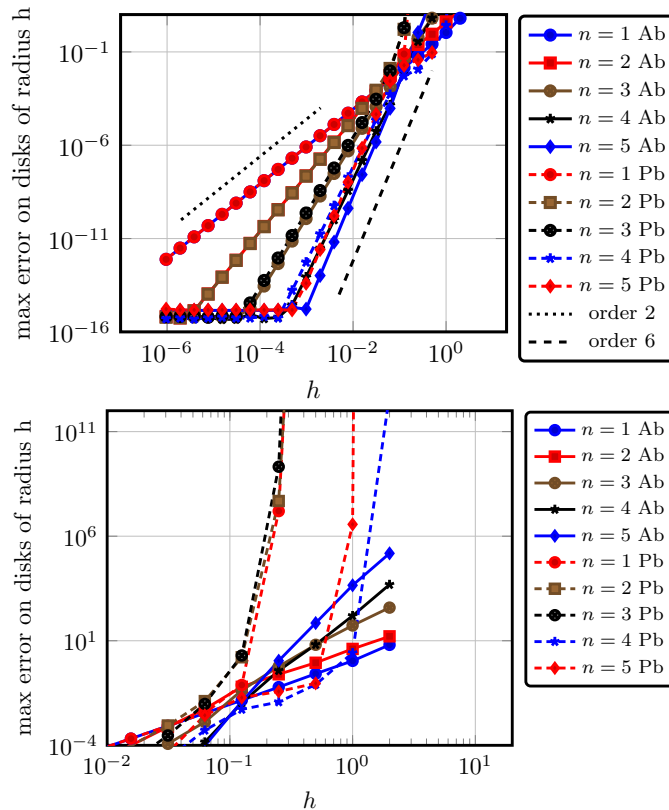 max error on disks of radius h
10^−1
10^−6
10^−11
10^−16
10^−6
10^−4
10^−2
10^0
h
n = 1 Ab
n = 2 Ab
n = 3 Ab
n = 4 Ab
n = 5 Ab
n = 1 Pb
n = 2 Pb
n = 3 Pb
n = 4 Pb
n = 5 Pb
order 2
order 6
max error on disks of radius h
10^11
10^6
10^1
10^−4
10^−2
10^−1
10^0
10^1
h
n = 1 Ab
n = 2 Ab
n = 3 Ab
n = 4 Ab
n = 5 Ab
n = 1 Pb
n = 2 Pb
n = 3 Pb
n = 4 Pb
n = 5 Pb